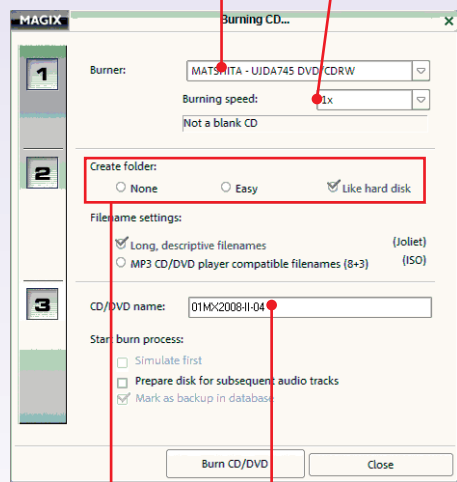 MAGIX Burning CD...
1
Burner: MATSHITA - UJDA745 DVD/CDRW
Burning speed: 1x
Not a blank CD
2
Create folder:
None Easy Like hard disk
Filename settings:
Long, descriptive filenames (Joliet)
MP3 CD/DVD player compatible filenames (8+3) (ISO)
3
CD/DVD name: 01MX2008-II-04
Start burn process:
Simulate first
Prepare disk for subsequent audio tracks
Mark as backup in database
Burn CD/DVD Close